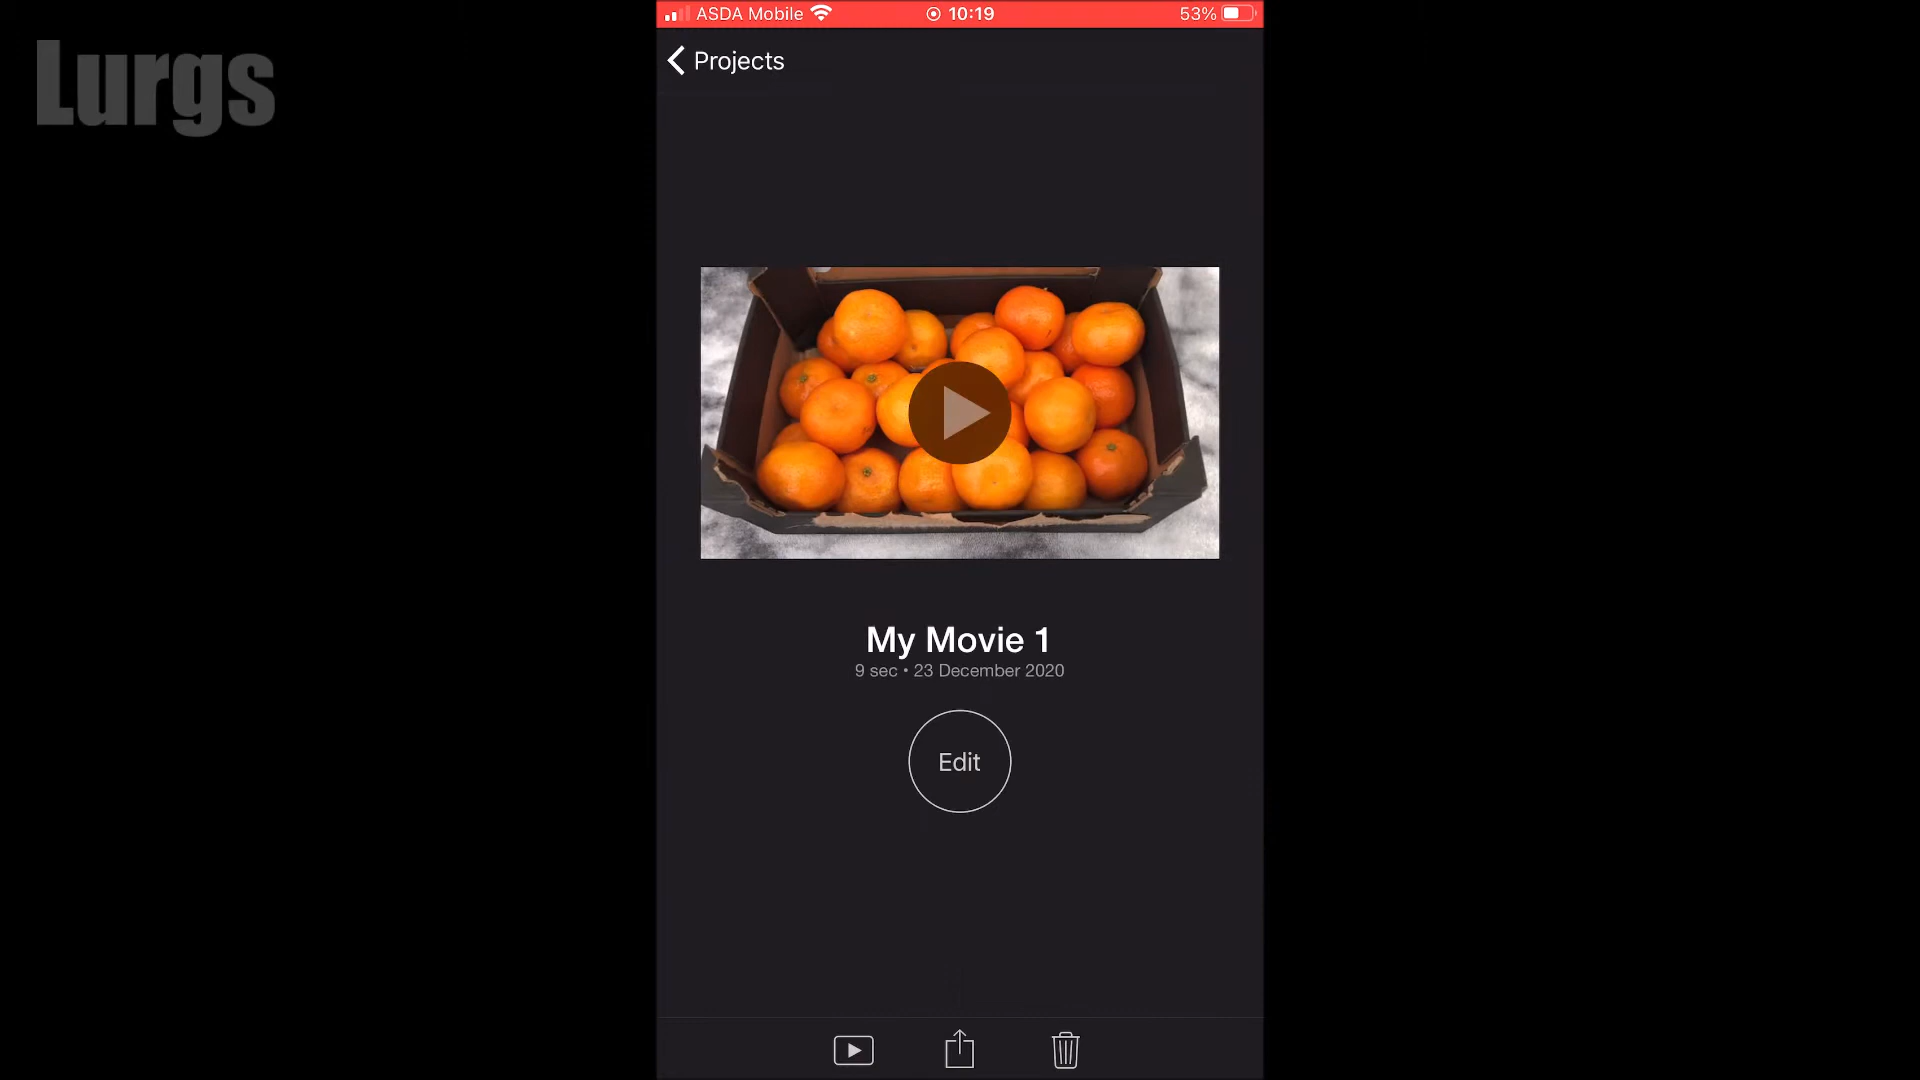 Lurgs
ASDA Mobile 10:19 53%
Projects
My Movie 1
9 sec • 23 December 2020
Edit